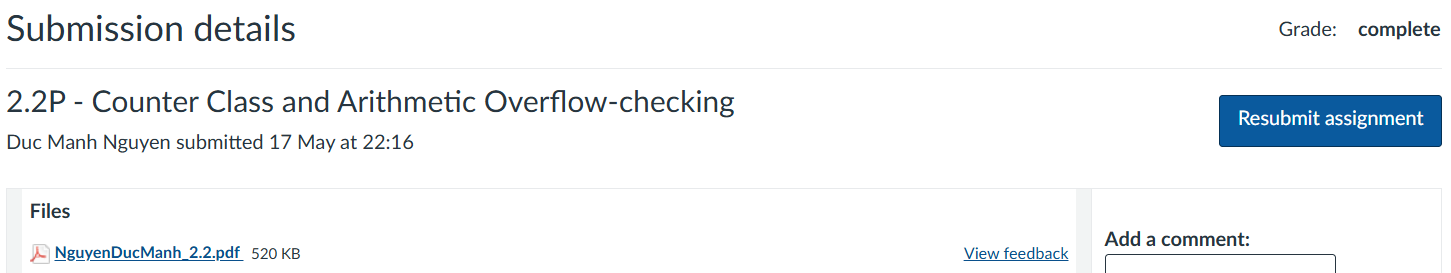 Submission details
Grade: complete
2.2P - Counter Class and Arithmetic Overflow-checking
Resubmit assignment
Duc Manh Nguyen submitted 17 May at 22:16
Files
NguyenDucManh_2.2.pdf 520 KB
View feedback
Add a comment: